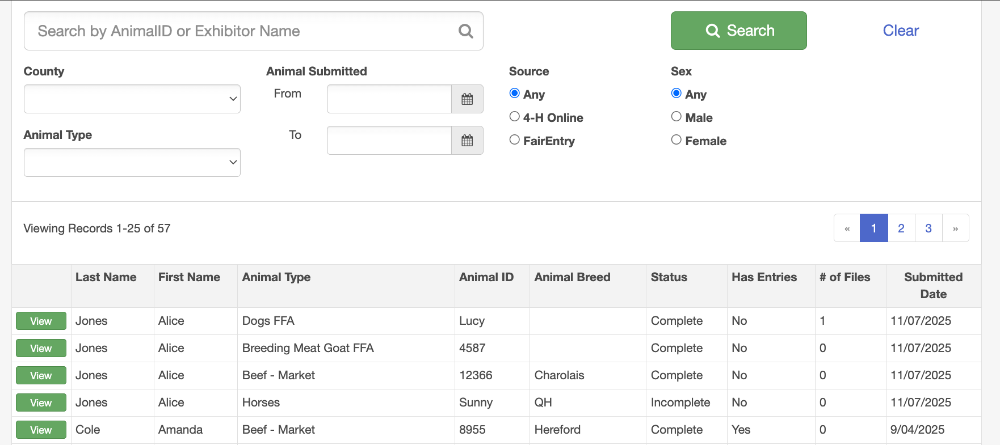 Search by AnimalID or Exhibitor Name
Search
Clear
County
Animal Submitted
Source
Sex
From
Any
Any
4-H Online
Male
Animal Type
To
FairEntry
Female
Viewing Records 1-25 of 57
« 1 2 3 »
Last Name First Name Animal Type Animal ID Animal Breed Status Has Entries # of Files Submitted
Date
View Jones Alice Dogs FFA Lucy Complete No 1 11/07/2025
View Jones Alice Breeding Meat Goat FFA 4587 Complete No 0 11/07/2025
View Jones Alice Beef - Market 12366 Charolais Complete No 0 11/07/2025
View Jones Alice Horses Sunny QH Incomplete No 0 11/07/2025
View Cole Amanda Beef - Market 8955 Hereford Complete Yes 0 9/04/2025